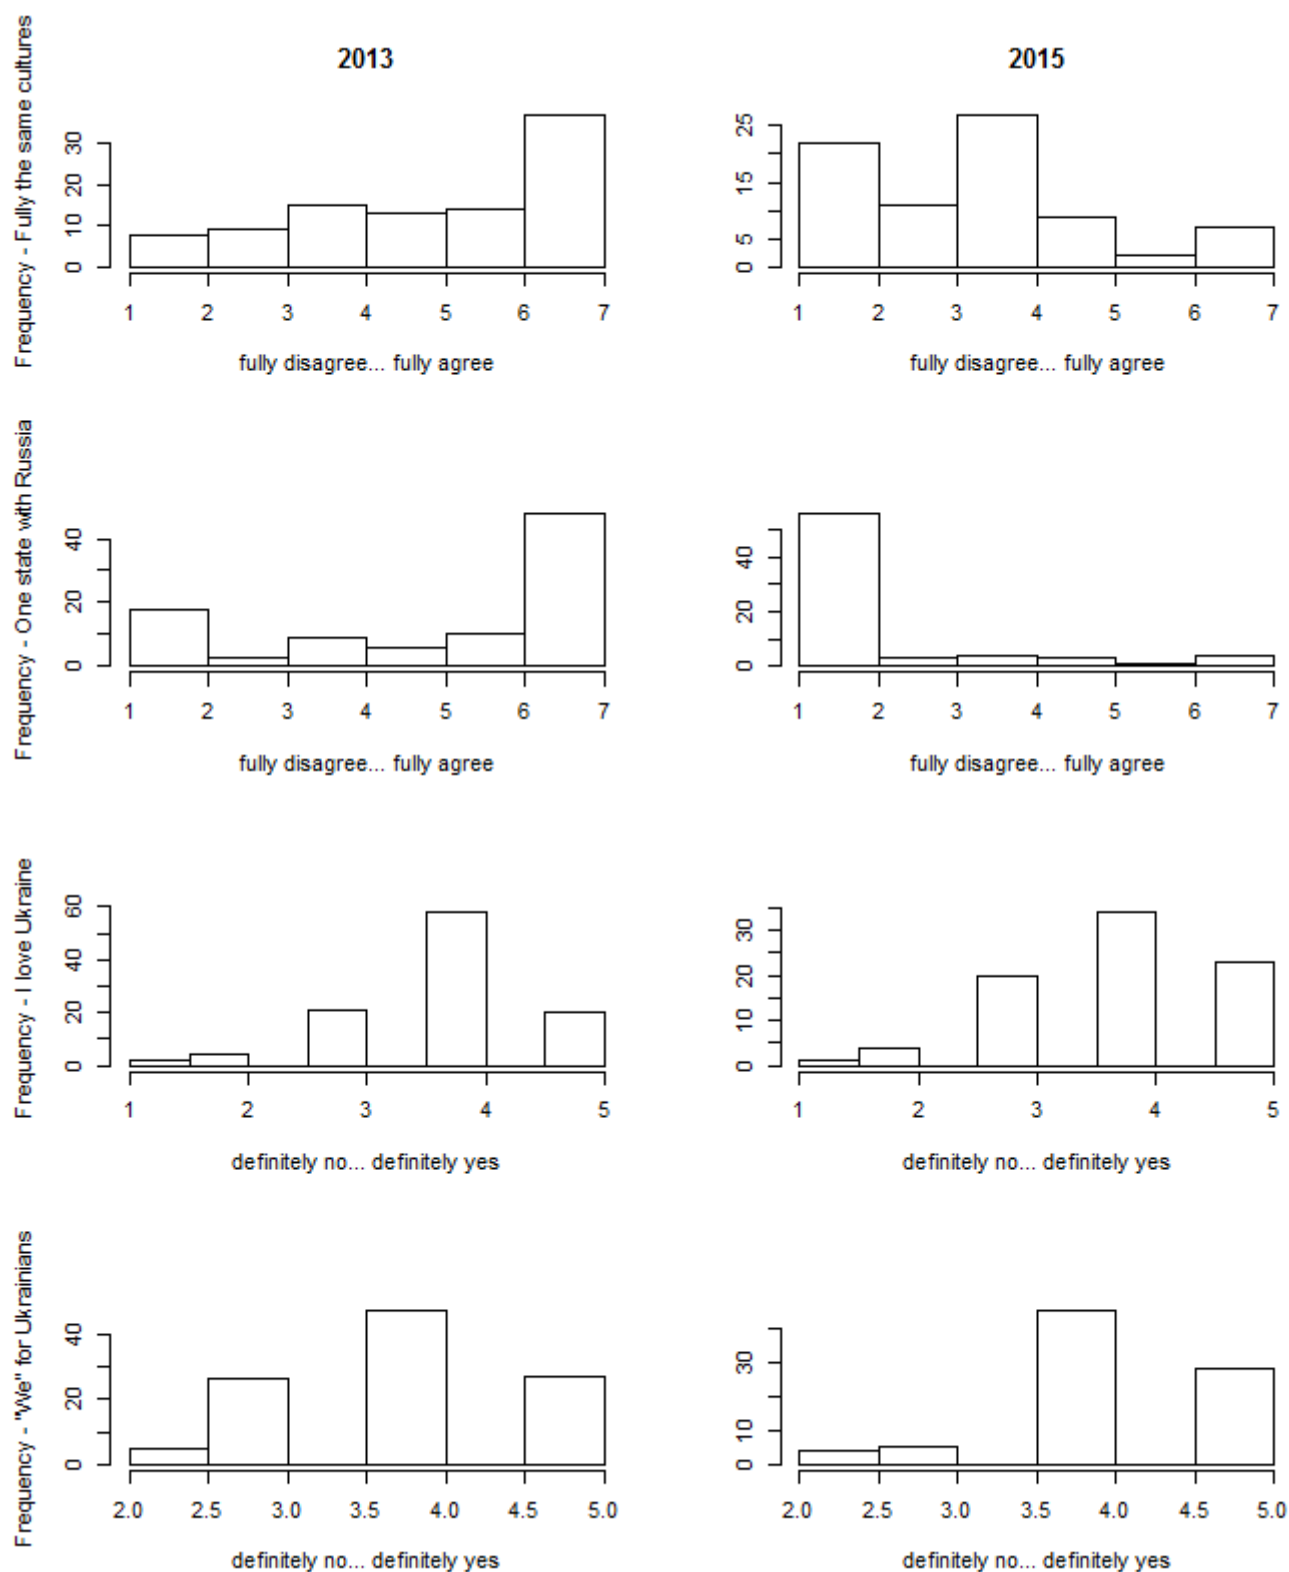 2013
2015
Frequency - Fully the same cultures
0 10 20 30
1 2 3 4 5 6 7
fully disagree... fully agree
0 5 15 25
1 2 3 4 5 6 7
fully disagree... fully agree
Frequency - One state with Russia
0 20 40
1 2 3 4 5 6 7
fully disagree... fully agree
0 20 40
1 2 3 4 5 6 7
fully disagree... fully agree
Frequency - I love Ukraine
0 20 40 60
1 2 3 4 5
definitely no... definitely yes
0 10 20 30
1 2 3 4 5
definitely no... definitely yes
Frequency - "We" for Ukrainians
0 20 40
2.0 2.5 3.0 3.5 4.0 4.5 5.0
definitely no... definitely yes
0 10 30
2.0 2.5 3.0 3.5 4.0 4.5 5.0
definitely no... definitely yes